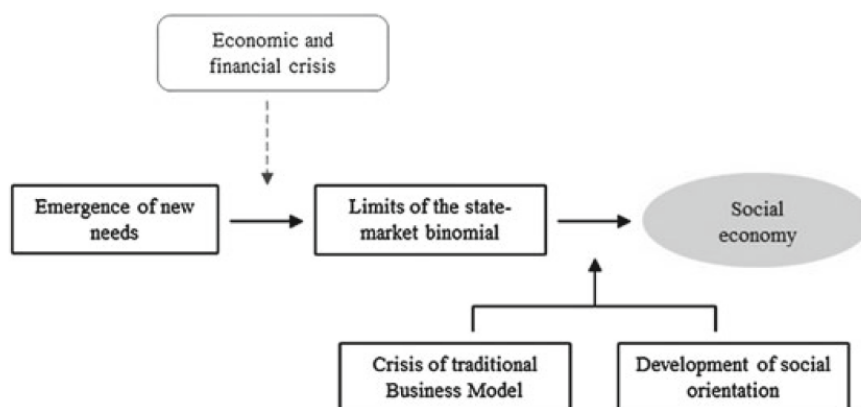 Economic and
financial crisis
Emergence of new
needs
Limits of the state-
market binomial
Social
economy
Crisis of traditional
Business Model
Development of social
orientation